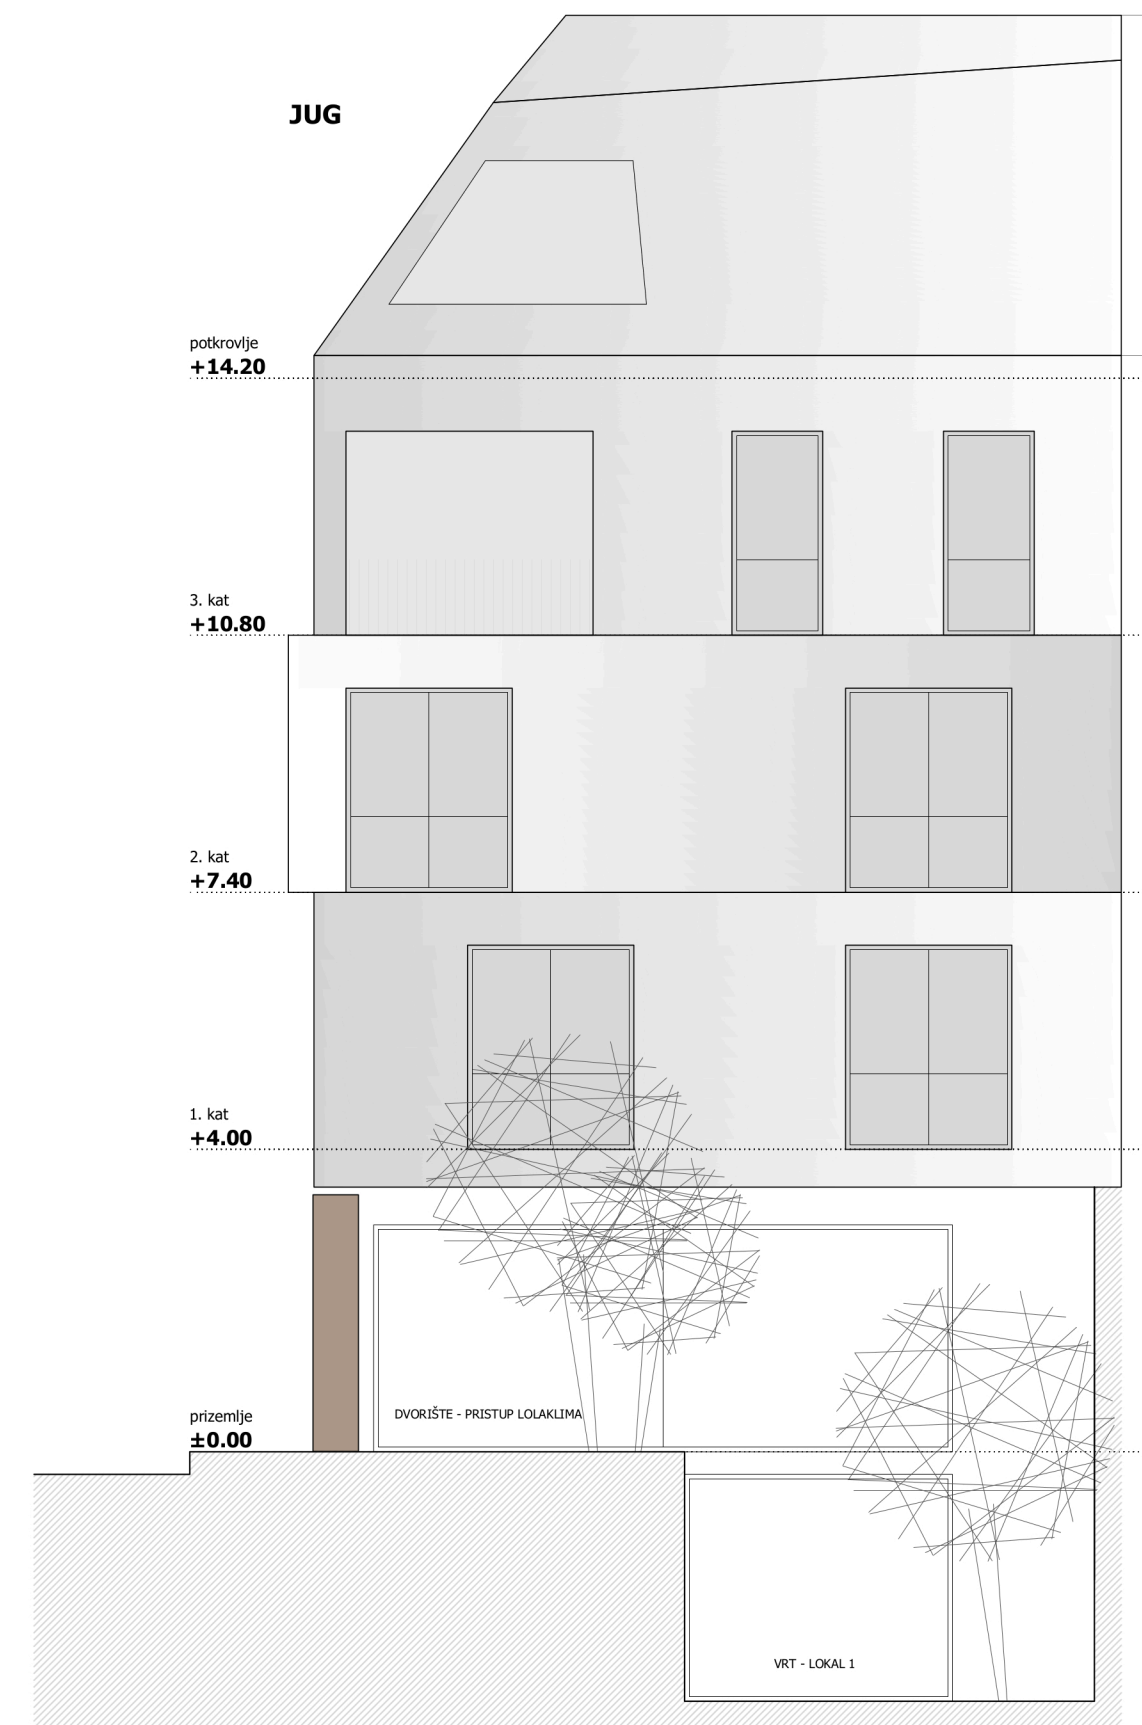 JUG
potkrovlje
+14.20
3. kat
+10.80
2. kat
+7.40
1. kat
+4.00
prizemlje
±0.00
DVORIŠTE - PRISTUP LOLAKLIMA
VRT - LOKAL 1